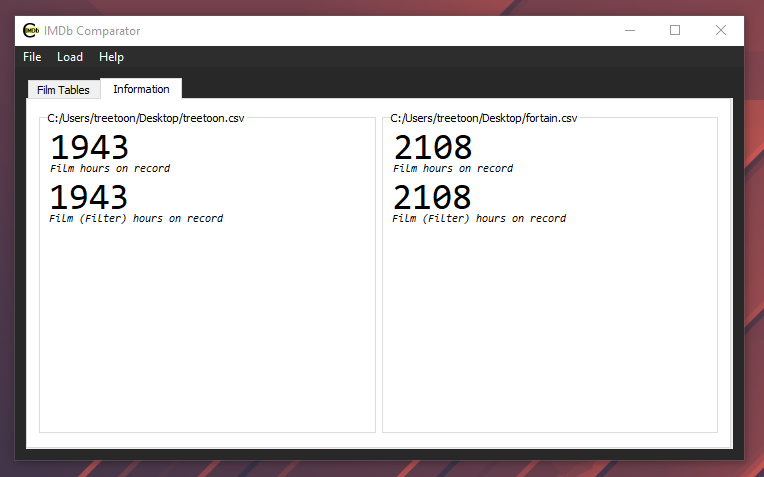 IMDb IMDb Comparator
File Load Help
Film Tables Information
C:/Users/treetoon/Desktop/treetoon.csv C:/Users/treetoon/Desktop/fortain.csv
1943 2108
Film hours on record Film hours on record
1943 2108
Film (Filter) hours on record Film (Filter) hours on record